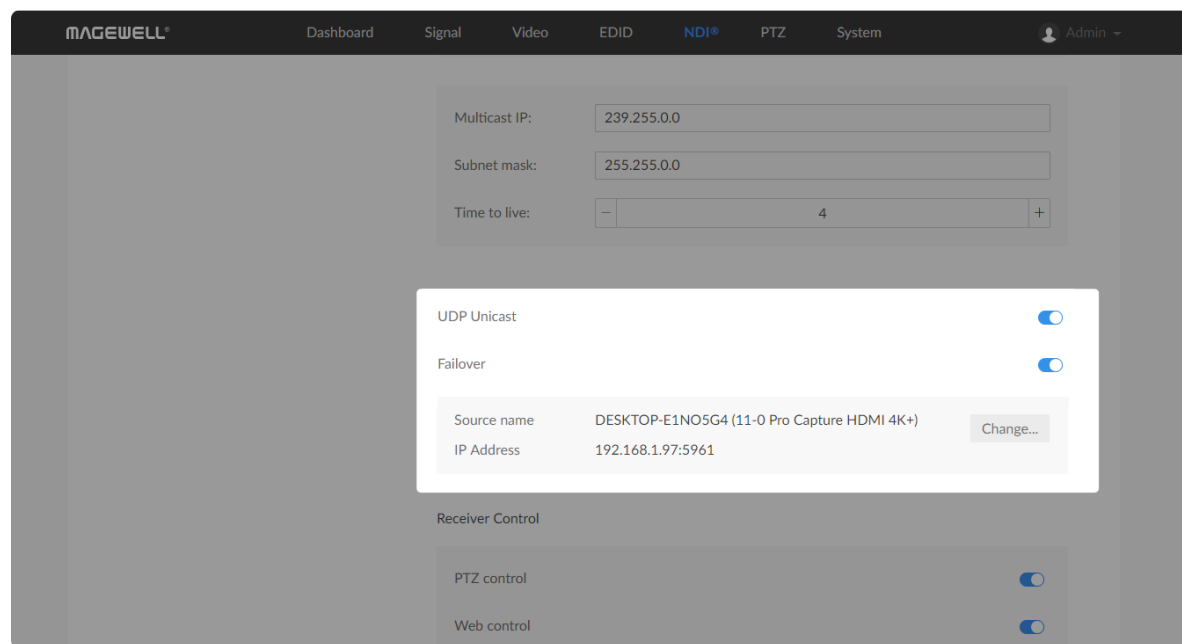 MAGEWELL® Dashboard Signal Video EDID NDI® PTZ System Admin
Multicast IP: 239.255.0.0
Subnet mask: 255.255.0.0
Time to live: − 4 +
UDP Unicast
Failover
Source name DESKTOP-E1NO5G4 (11-0 Pro Capture HDMI 4K+)
IP Address 192.168.1.97:5961
Change...
Receiver Control
PTZ control
Web control